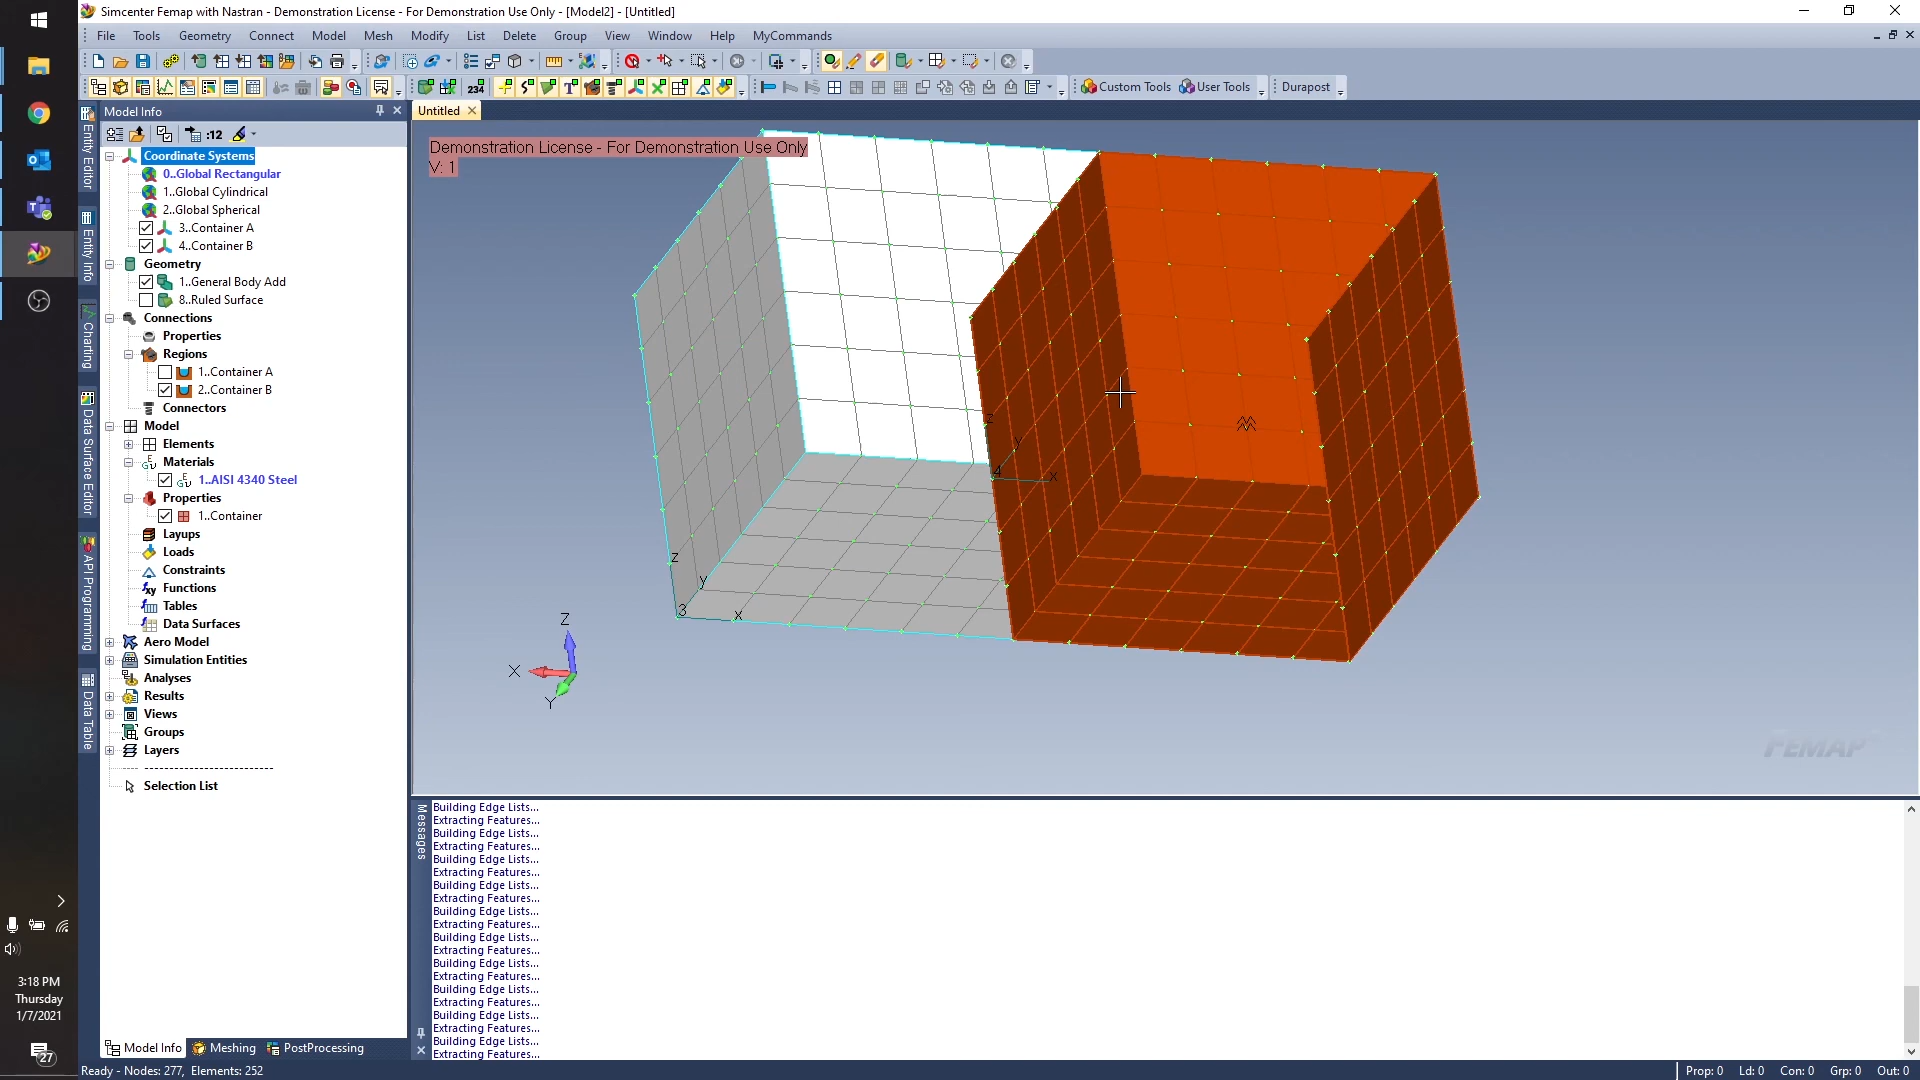 Simcenter Femap with Nastran - Demonstration License - For Demonstration Use Only - [Model2] - [Untitled]
File Tools Geometry Connect Model Mesh Modify List Delete Group View Window Help MyCommands
234 Custom Tools User Tools Durapost
Model Info
Untitled
:12
Entity Editor
Entity Info
Charting
Data Surface Editor
API Programming
Data Table
Coordinate Systems
0..Global Rectangular
1..Global Cylindrical
2..Global Spherical
3..Container A
4..Container B
Geometry
1..General Body Add
8..Ruled Surface
Connections
Properties
Regions
1..Container A
2..Container B
Connectors
Model
Elements
Materials
1..AISI 4340 Steel
Properties
1..Container
Layups
Loads
Constraints
Functions
Tables
Data Surfaces
Aero Model
Simulation Entities
Analyses
Results
Views
Groups
Layers
Selection List
Model Info Meshing PostProcessing
Demonstration License - For Demonstration Use Only
V: 1
z
y
4
x
z
y
3
x
Z
X
Y
FEMAP
Messages
Building Edge Lists...
Extracting Features...
Building Edge Lists...
Extracting Features...
Building Edge Lists...
Extracting Features...
Building Edge Lists...
Extracting Features...
Building Edge Lists...
Extracting Features...
Building Edge Lists...
Extracting Features...
Building Edge Lists...
Extracting Features...
Building Edge Lists...
Extracting Features...
Building Edge Lists...
Extracting Features...
Building Edge Lists...
Extracting Features...
3:18 PM
Thursday
1/7/2021
27
Ready - Nodes: 277, Elements: 252
Prop: 0 Ld: 0 Con: 0 Grp: 0 Out: 0